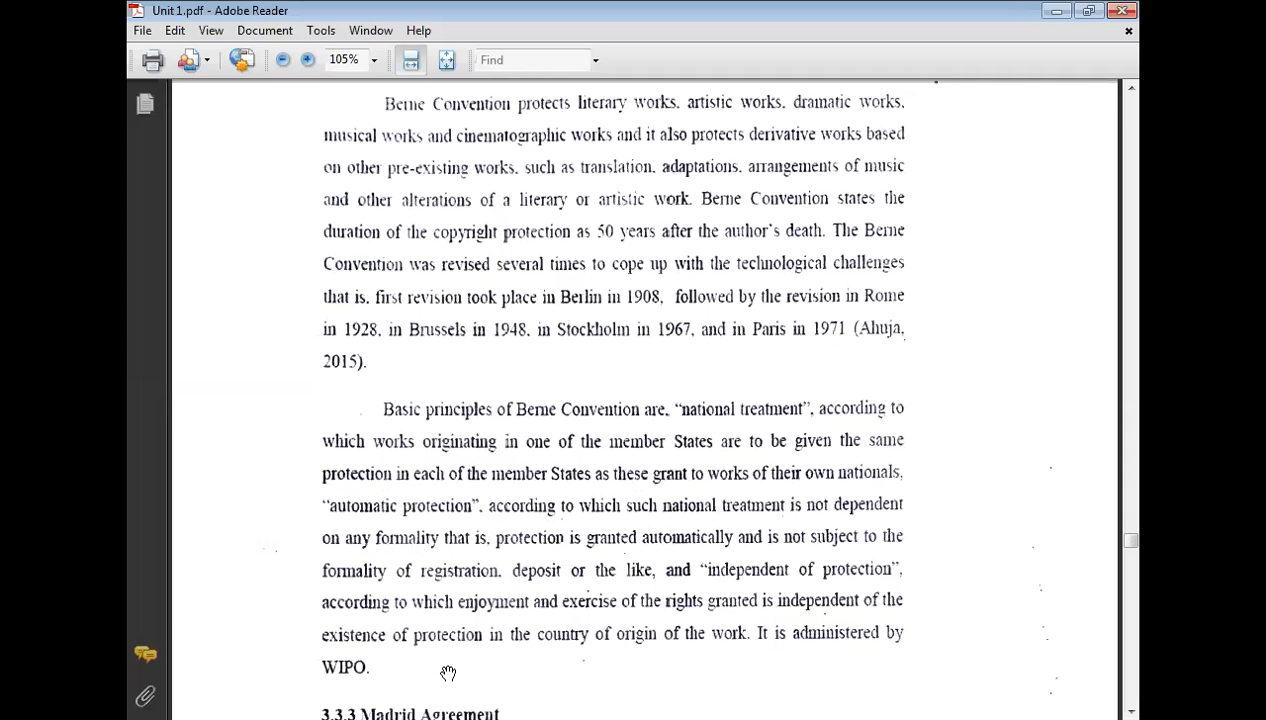 Unit 1.pdf - Adobe Reader
File Edit View Document Tools Window Help
105% Find
Berne Convention protects literary works, artistic works, dramatic works,
musical works and cinematographic works and it also protects derivative works based
on other pre-existing works, such as translation, adaptations, arrangements of music
and other alterations of a literary or artistic work. Berne Convention states the
duration of the copyright protection as 50 years after the author's death. The Berne
Convention was revised several times to cope up with the technological challenges
that is, first revision took place in Berlin in 1908, followed by the revision in Rome
in 1928, in Brussels in 1948, in Stockholm in 1967, and in Paris in 1971 (Ahuja,
2015).
Basic principles of Berne Convention are, “national treatment”, according to
which works originating in one of the member States are to be given the same
protection in each of the member States as these grant to works of their own nationals,
“automatic protection”, according to which such national treatment is not dependent
on any formality that is, protection is granted automatically and is not subject to the
formality of registration, deposit or the like, and “independent of protection”,
according to which enjoyment and exercise of the rights granted is independent of the
existence of protection in the country of origin of the work. It is administered by
WIPO.
3.3.3 Madrid Agreement